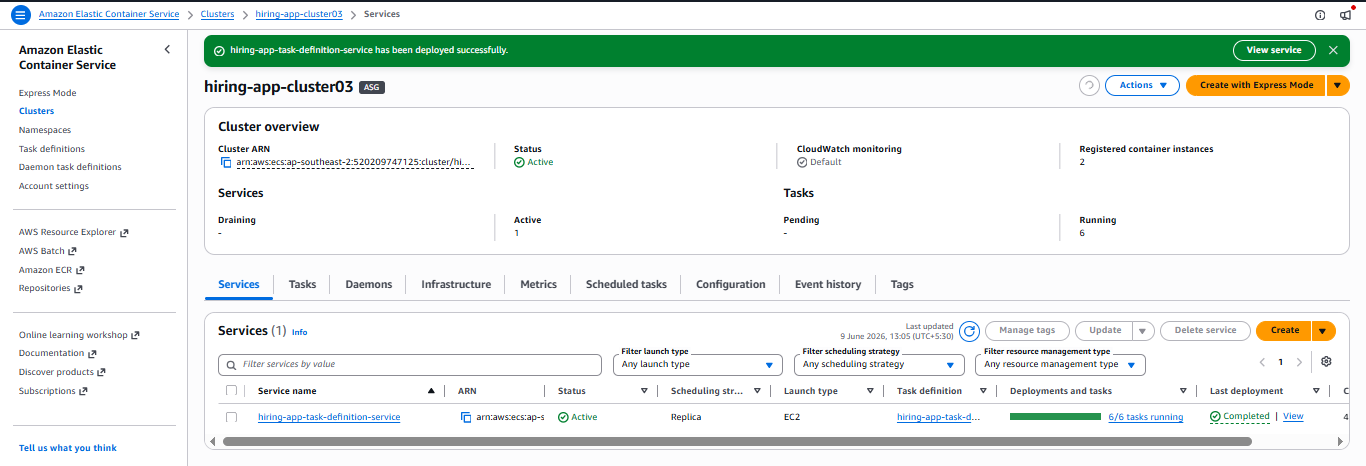 Amazon Elastic Container Service > Clusters > hiring-app-cluster03 > Services
Amazon Elastic
Container Service
Express Mode
Clusters
Namespaces
Task definitions
Daemon task definitions
Account settings
AWS Resource Explorer
AWS Batch
Amazon ECR
Repositories
Online learning workshop
Documentation
Discover products
Subscriptions
Tell us what you think
hiring-app-task-definition-service has been deployed successfully.
View service
hiring-app-cluster03 ASG
Actions
Create with Express Mode
Cluster overview
Cluster ARN
arn:aws:ecs:ap-southeast-2:520209747125:cluster/hi...
Status
Active
CloudWatch monitoring
Default
Registered container instances
2
Services
Tasks
Draining
-
Active
1
Pending
-
Running
6
Services Tasks Daemons Infrastructure Metrics Scheduled tasks Configuration Event history Tags
Services (1) Info
Last updated
9 June 2026, 13:05 (UTC+5:30)
Manage tags
Update
Delete service
Create
Filter services by value
Filter launch type
Any launch type
Filter scheduling strategy
Any scheduling strategy
Filter resource management type
Any resource management type
1
Service name ARN Status Scheduling str... Launch type Task definition Deployments and tasks Last deployment C
hiring-app-task-definition-service arn:aws:ecs:ap-s Active Replica EC2 hiring-app-task-d... 6/6 tasks running Completed | View 4